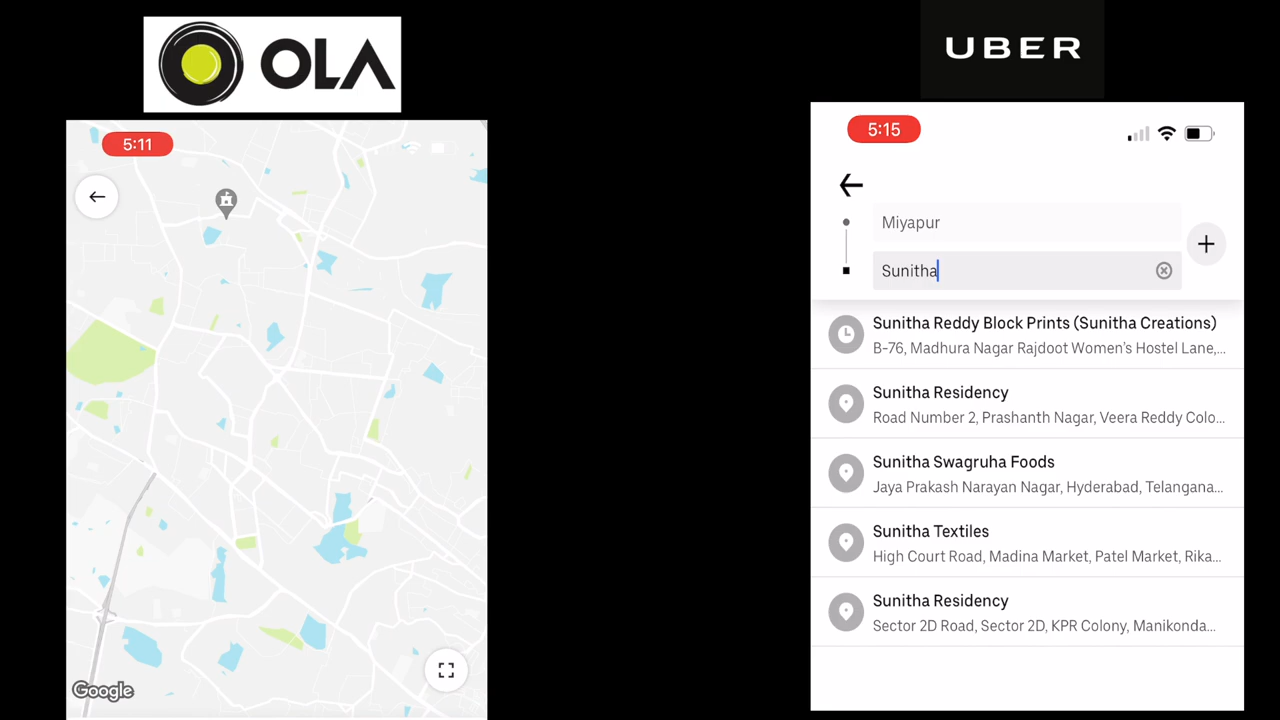 OLA
5:11
Google
UBER
5:15
Miyapur
Sunitha
Sunitha Reddy Block Prints (Sunitha Creations)
B-76, Madhura Nagar Rajdoot Women's Hostel Lane,...
Sunitha Residency
Road Number 2, Prashanth Nagar, Veera Reddy Colo...
Sunitha Swagruha Foods
Jaya Prakash Narayan Nagar, Hyderabad, Telangana...
Sunitha Textiles
High Court Road, Madina Market, Patel Market, Rika...
Sunitha Residency
Sector 2D Road, Sector 2D, KPR Colony, Manikonda...